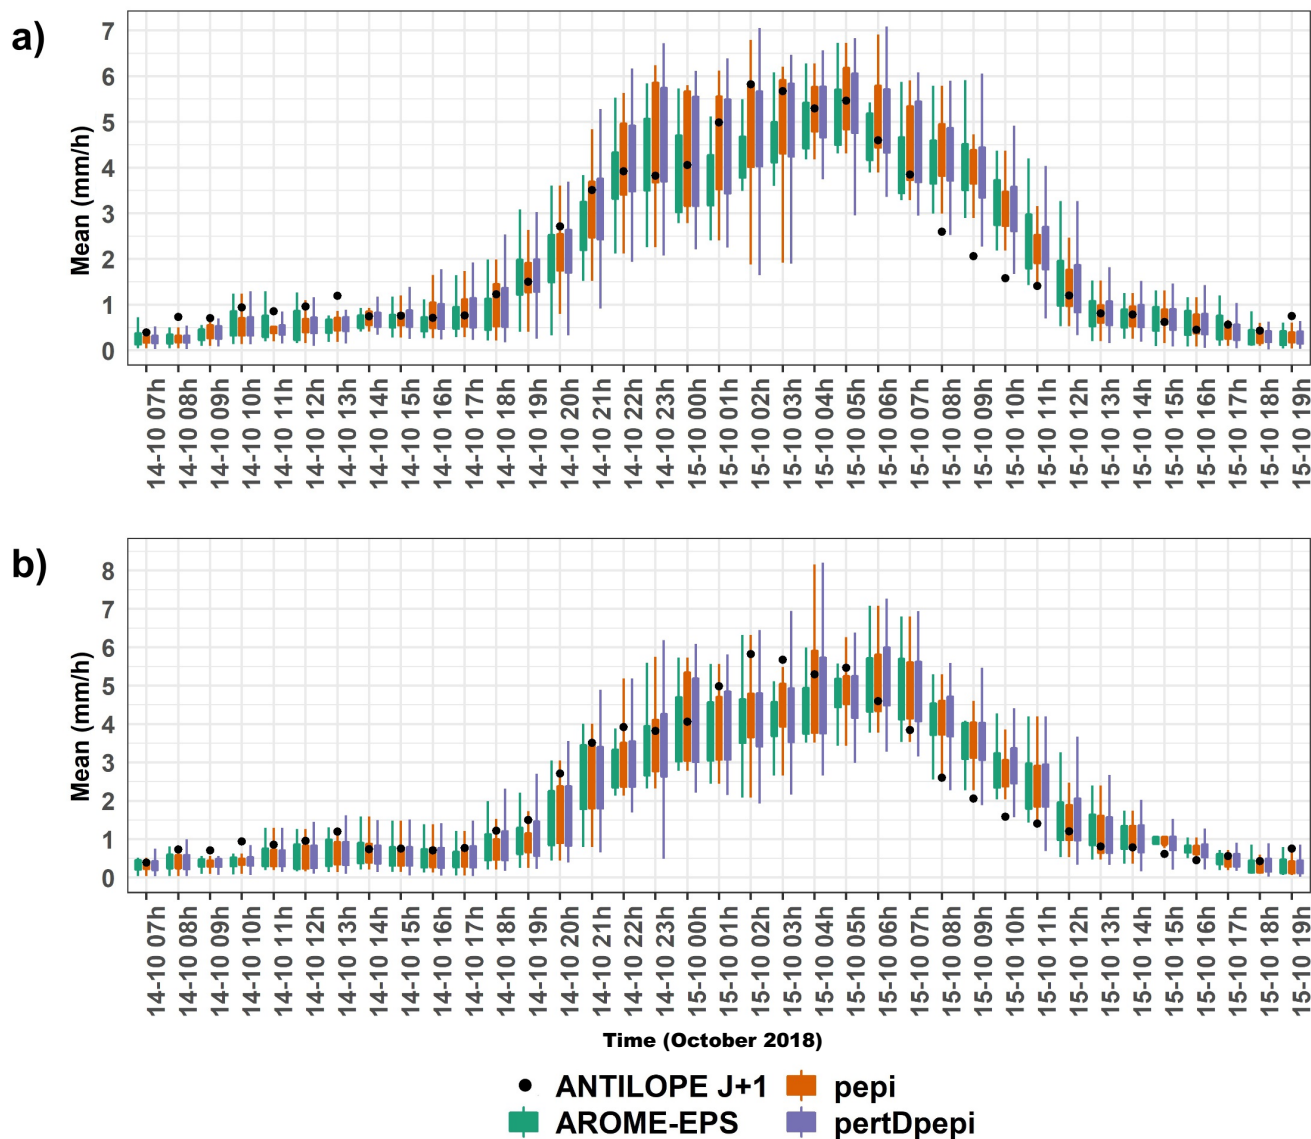 a)
7
6
5
4
3
2
1
0
Mean (mm/h)
14-10 07h
14-10 08h
14-10 09h
14-10 10h
14-10 11h
14-10 12h
14-10 13h
14-10 14h
14-10 15h
14-10 16h
14-10 17h
14-10 18h
14-10 19h
14-10 20h
14-10 21h
14-10 22h
14-10 23h
15-10 00h
15-10 01h
15-10 02h
15-10 03h
15-10 04h
15-10 05h
15-10 06h
15-10 07h
15-10 08h
15-10 09h
15-10 10h
15-10 11h
15-10 12h
15-10 13h
15-10 14h
15-10 15h
15-10 16h
15-10 17h
15-10 18h
15-10 19h
b)
8
7
6
5
4
3
2
1
0
Mean (mm/h)
14-10 07h
14-10 08h
14-10 09h
14-10 10h
14-10 11h
14-10 12h
14-10 13h
14-10 14h
14-10 15h
14-10 16h
14-10 17h
14-10 18h
14-10 19h
14-10 20h
14-10 21h
14-10 22h
14-10 23h
15-10 00h
15-10 01h
15-10 02h
15-10 03h
15-10 04h
15-10 05h
15-10 06h
15-10 07h
15-10 08h
15-10 09h
15-10 10h
15-10 11h
15-10 12h
15-10 13h
15-10 14h
15-10 15h
15-10 16h
15-10 17h
15-10 18h
15-10 19h
Time (October 2018)
ANTILOPE J+1
pepi
AROME-EPS
pertDpepi